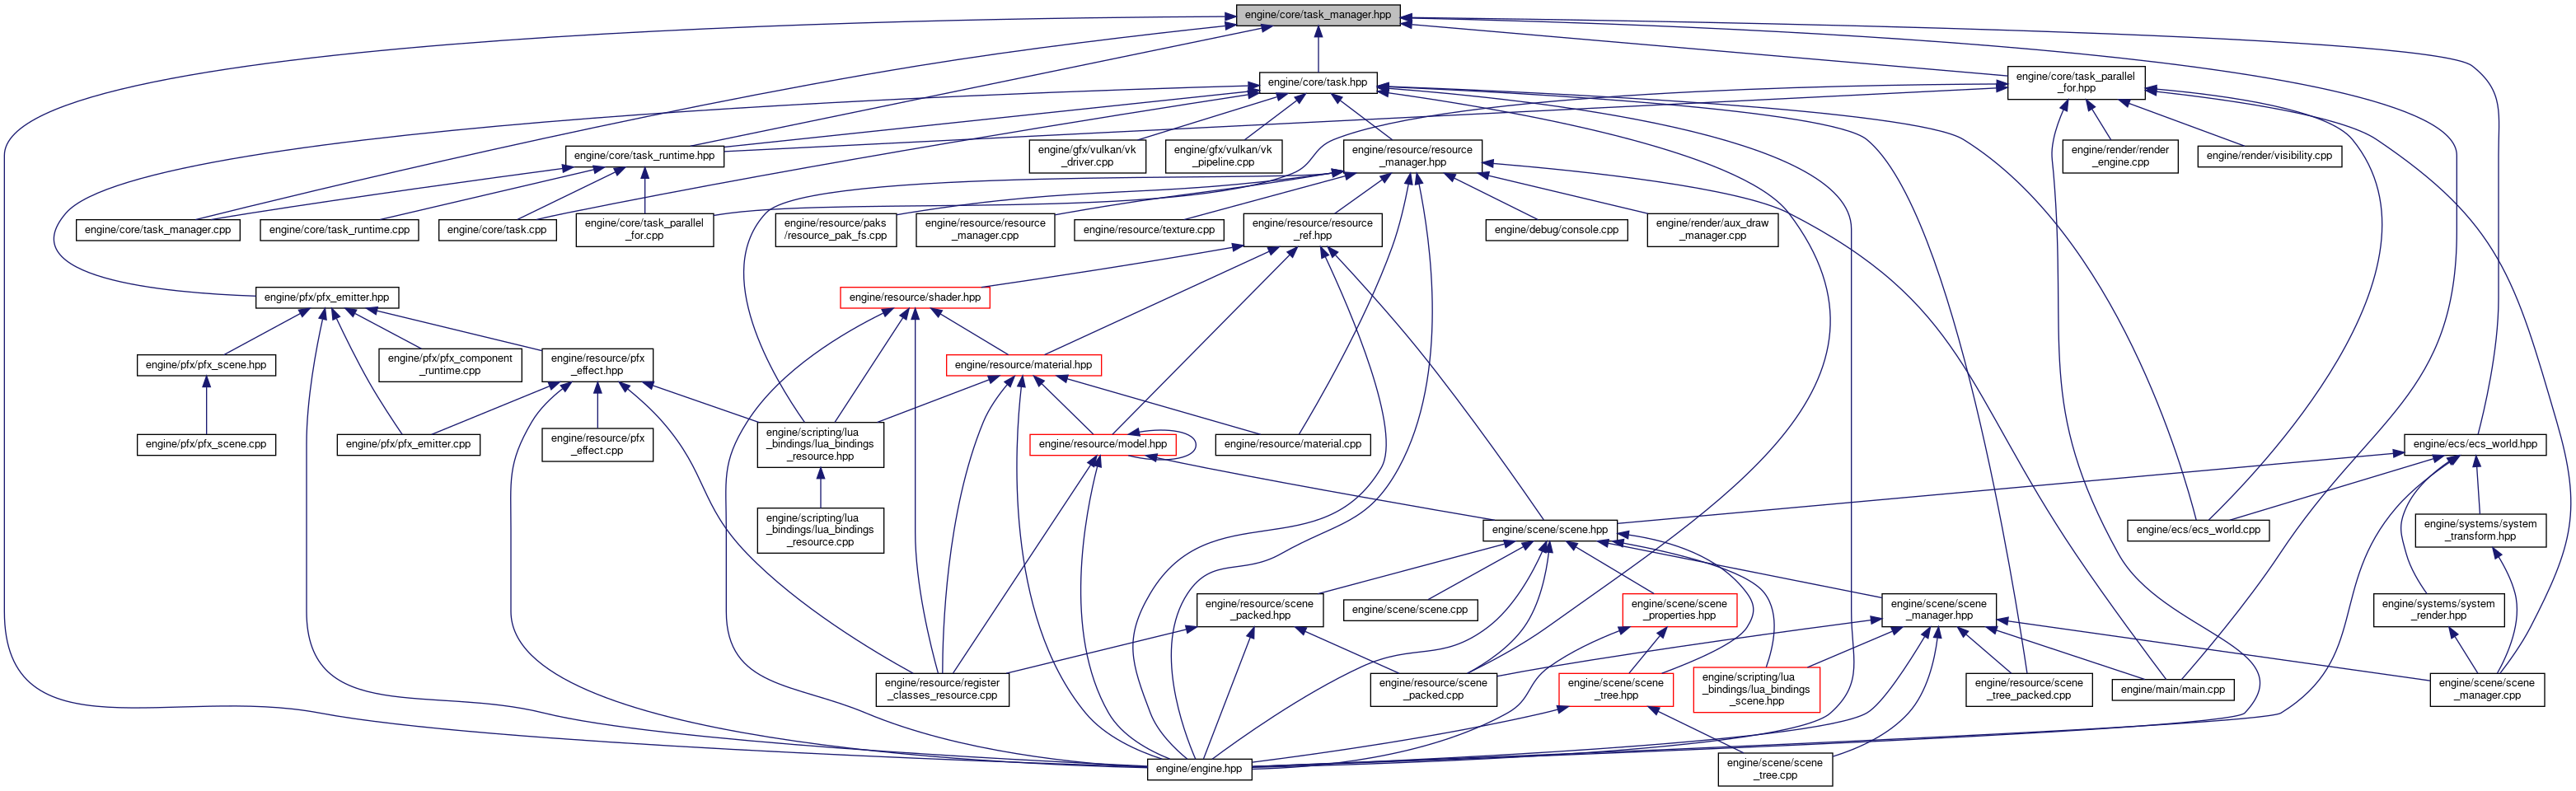 engine/core/task_manager.hpp
engine/core/task.hpp
engine/core/task_parallel
_for.hpp
engine/core/task_runtime.hpp
engine/gfx/vulkan/vk
_driver.cpp
engine/gfx/vulkan/vk
_pipeline.cpp
engine/resource/resource
_manager.hpp
engine/render/render
_engine.cpp
engine/render/visibility.cpp
engine/core/task_manager.cpp
engine/core/task_runtime.cpp
engine/core/task.cpp
engine/core/task_parallel
_for.cpp
engine/resource/paks
/resource_pak_fs.cpp
engine/resource/resource
_manager.cpp
engine/resource/texture.cpp
engine/resource/resource
_ref.hpp
engine/debug/console.cpp
engine/render/aux_draw
_manager.cpp
engine/pfx/pfx_emitter.hpp
engine/resource/shader.hpp
engine/pfx/pfx_scene.hpp
engine/pfx/pfx_component
_runtime.cpp
engine/resource/pfx
_effect.hpp
engine/resource/material.hpp
engine/pfx/pfx_scene.cpp
engine/pfx/pfx_emitter.cpp
engine/resource/pfx
_effect.cpp
engine/scripting/lua
_bindings/lua_bindings
_resource.hpp
engine/resource/model.hpp
engine/resource/material.cpp
engine/ecs/ecs_world.hpp
engine/scripting/lua
_bindings/lua_bindings
_resource.cpp
engine/scene/scene.hpp
engine/ecs/ecs_world.cpp
engine/systems/system
_transform.hpp
engine/resource/scene
_packed.hpp
engine/scene/scene.cpp
engine/scene/scene
_properties.hpp
engine/scene/scene
_manager.hpp
engine/systems/system
_render.hpp
engine/resource/register
_classes_resource.cpp
engine/resource/scene
_packed.cpp
engine/scene/scene
_tree.hpp
engine/scripting/lua
_bindings/lua_bindings
_scene.hpp
engine/resource/scene
_tree_packed.cpp
engine/main/main.cpp
engine/scene/scene
_manager.cpp
engine/engine.hpp
engine/scene/scene
_tree.cpp